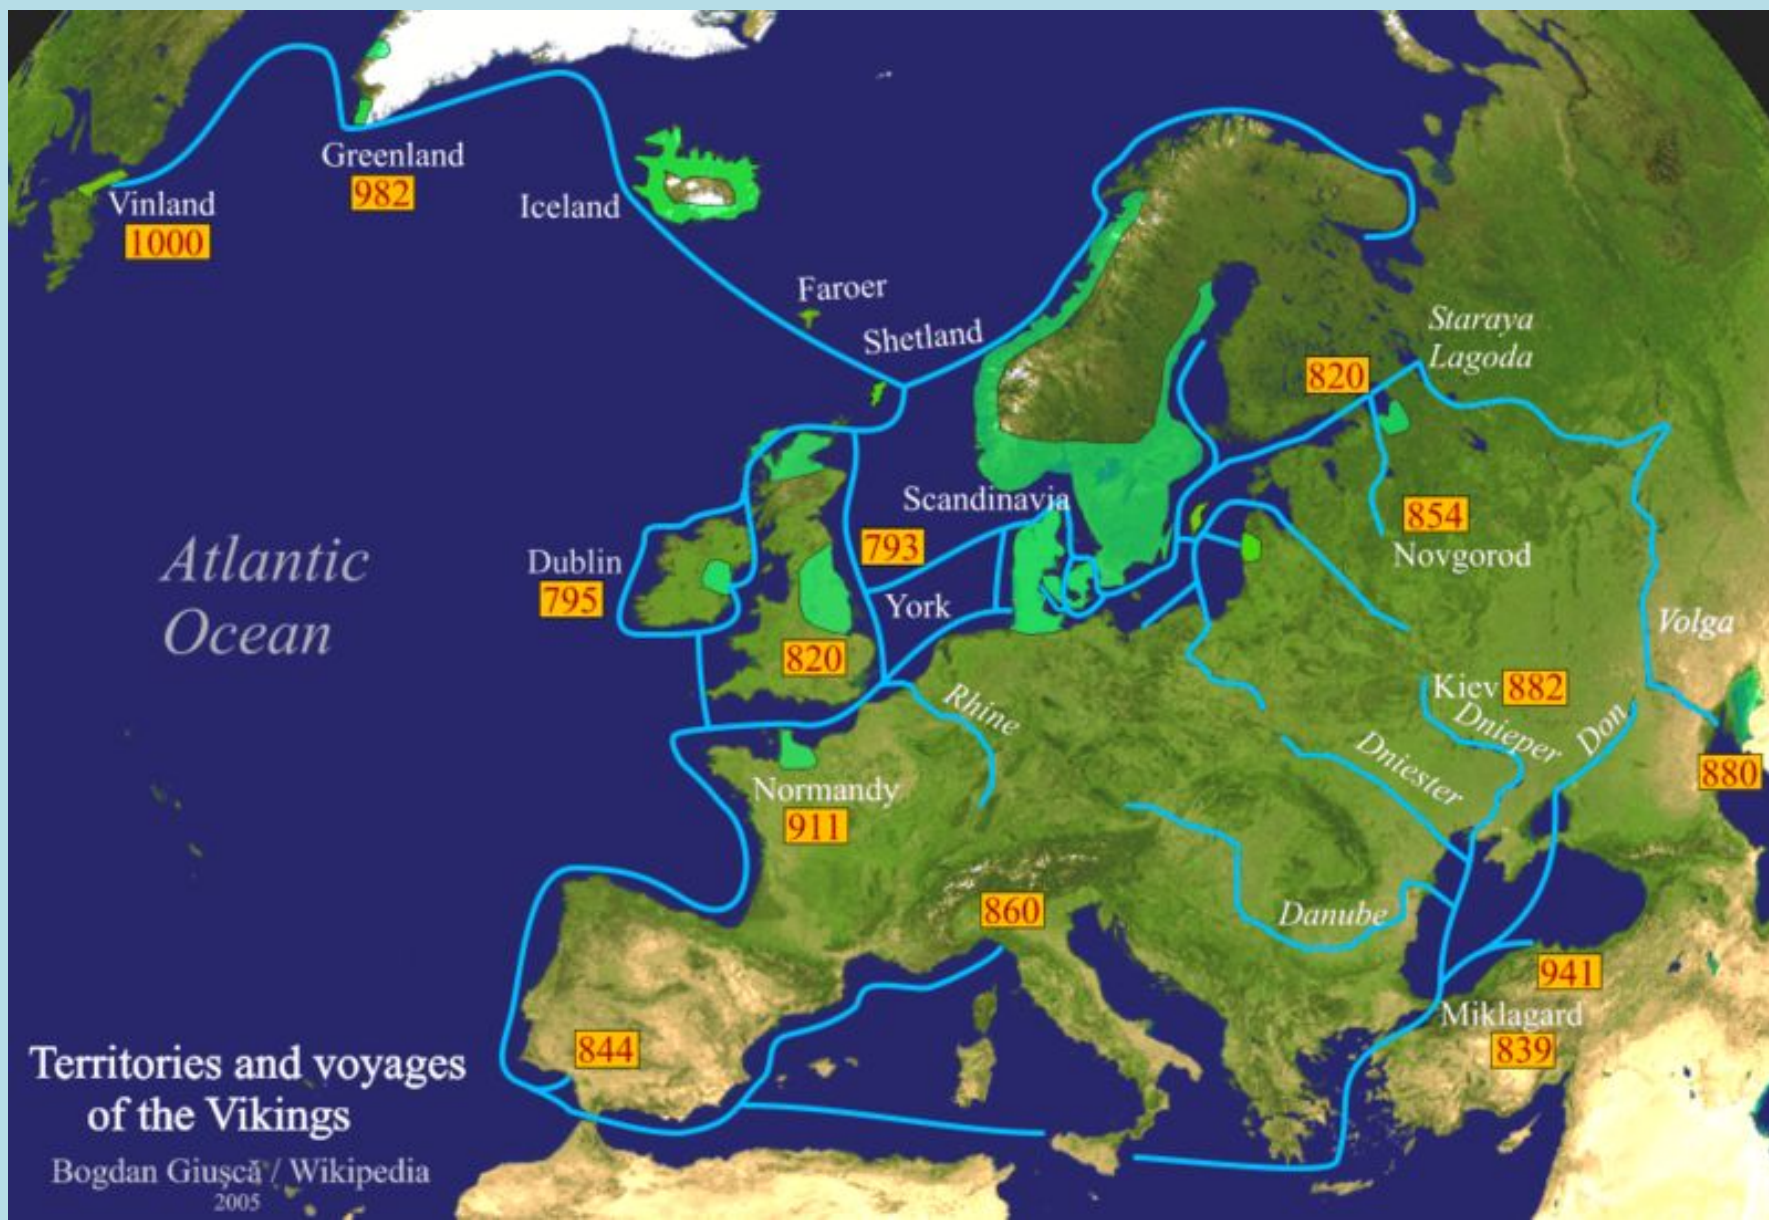 Greenland
982
Vinland
1000
Iceland
Faroer
Shetland
Staraya
Lagoda
820
Scandinavia
793
854
Novgorod
Atlantic
Ocean
Dublin
795
York
820
Volga
Kiev 882
Rhine
Dnieper
Don
Dniester
880
Normandy
911
860
Danube
941
Miklagard
839
844
Territories and voyages
of the Vikings
Bogdan Giuşcă / Wikipedia
2005